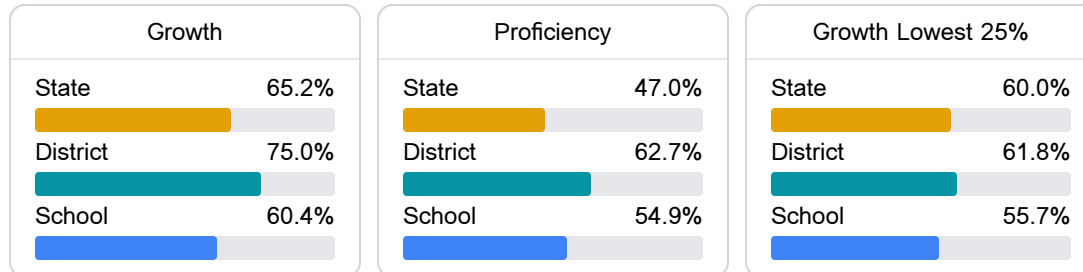 Growth
State 65.2%
District 75.0%
School 60.4%
Proficiency
State 47.0%
District 62.7%
School 54.9%
Growth Lowest 25%
State 60.0%
District 61.8%
School 55.7%